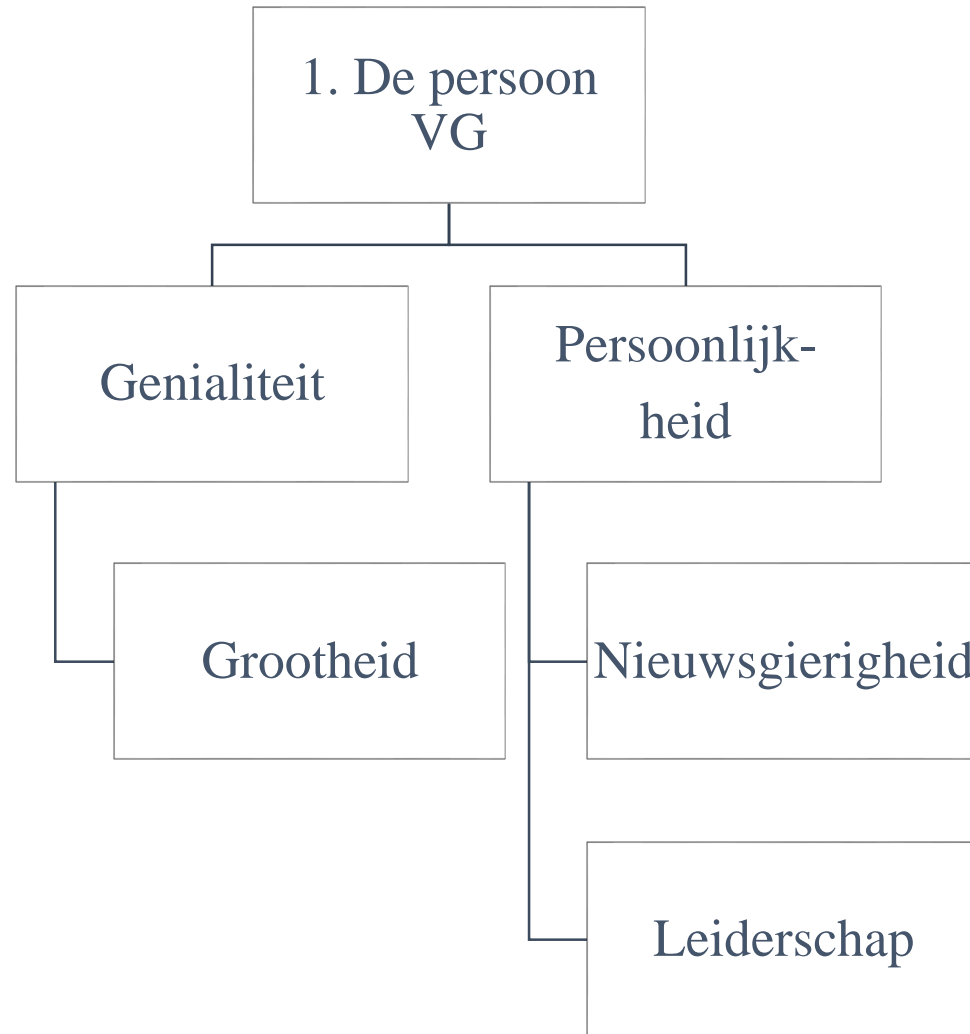 1. De persoon
VG
Genialiteit
Persoonlijk-
heid
Grootheid
Nieuwsgierigheid
Leiderschap